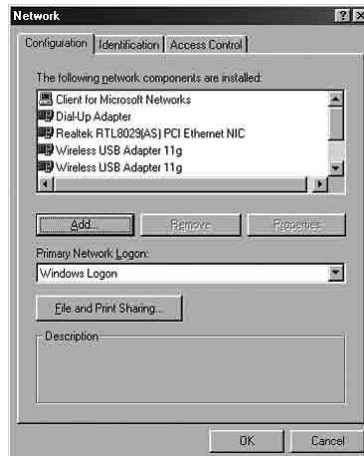 Network
Configuration Identification Access Control
The following network components are installed:
Client for Microsoft Networks
Dial-Up Adapter
Realtek RTL8029(AS) PCI Ethernet NIC
Wireless USB Adapter 11g
Wireless USB Adapter 11g
Add... Remove Properties
Primary Network Logon:
Windows Logon
File and Print Sharing...
Description
OK Cancel